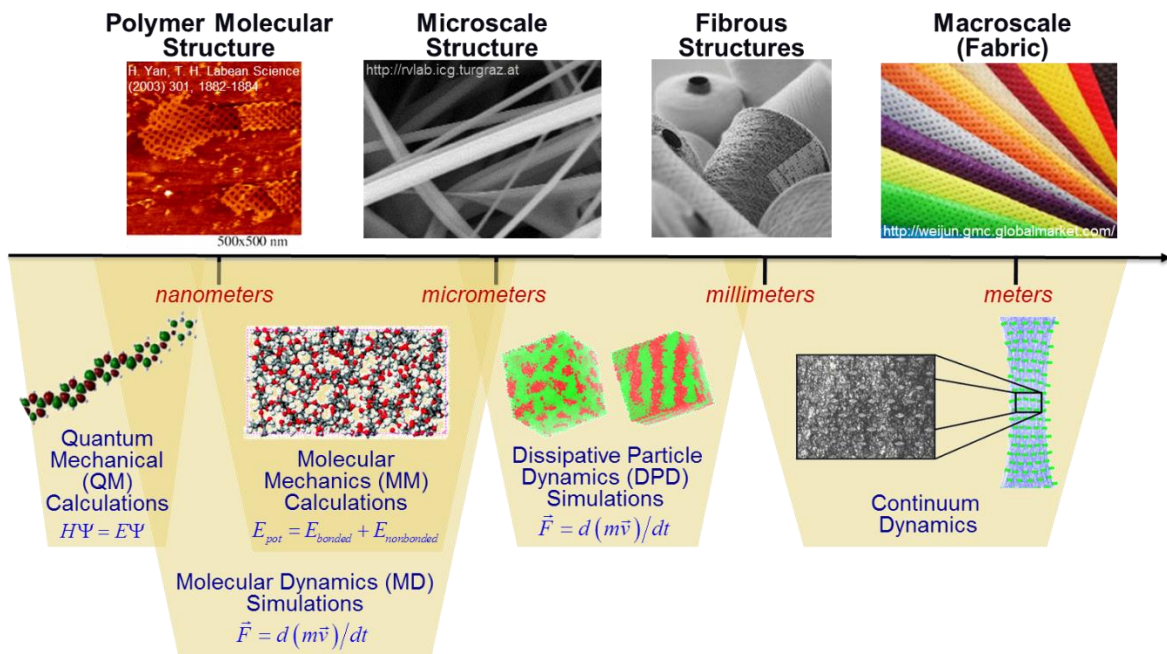 Polymer Molecular
Structure
Microscale
Structure
Fibrous
Structures
Macroscale
(Fabric)
H. Yan, T. H. Labean Science
(2003) 301, 1882-1884
http://rvlab.icg.turgraz.at
500x500 nm
http://weijun.gmc.globalmarket.com/
nanometers
micrometers
millimeters
meters
Quantum
Mechanical
(QM)
Calculations
HΨ = EΨ
Molecular
Mechanics (MM)
Calculations
E_pot = E_bonded + E_nonbonded
Dissipative Particle
Dynamics (DPD)
Simulations
F⃗ = d(mv⃗)/dt
Continuum
Dynamics
Molecular Dynamics (MD)
Simulations
F⃗ = d(mv⃗)/dt